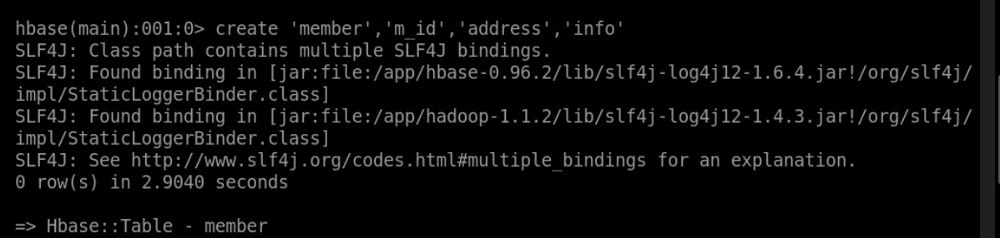 hbase(main):001:0> create 'member','m_id','address','info'
SLF4J: Class path contains multiple SLF4J bindings.
SLF4J: Found binding in [jar:file:/app/hbase-0.96.2/lib/slf4j-log4j12-1.6.4.jar!/org/slf4j/
impl/StaticLoggerBinder.class]
SLF4J: Found binding in [jar:file:/app/hadoop-1.1.2/lib/slf4j-log4j12-1.4.3.jar!/org/slf4j/
impl/StaticLoggerBinder.class]
SLF4J: See http://www.slf4j.org/codes.html#multiple_bindings for an explanation.
0 row(s) in 2.9040 seconds

=> Hbase::Table - member